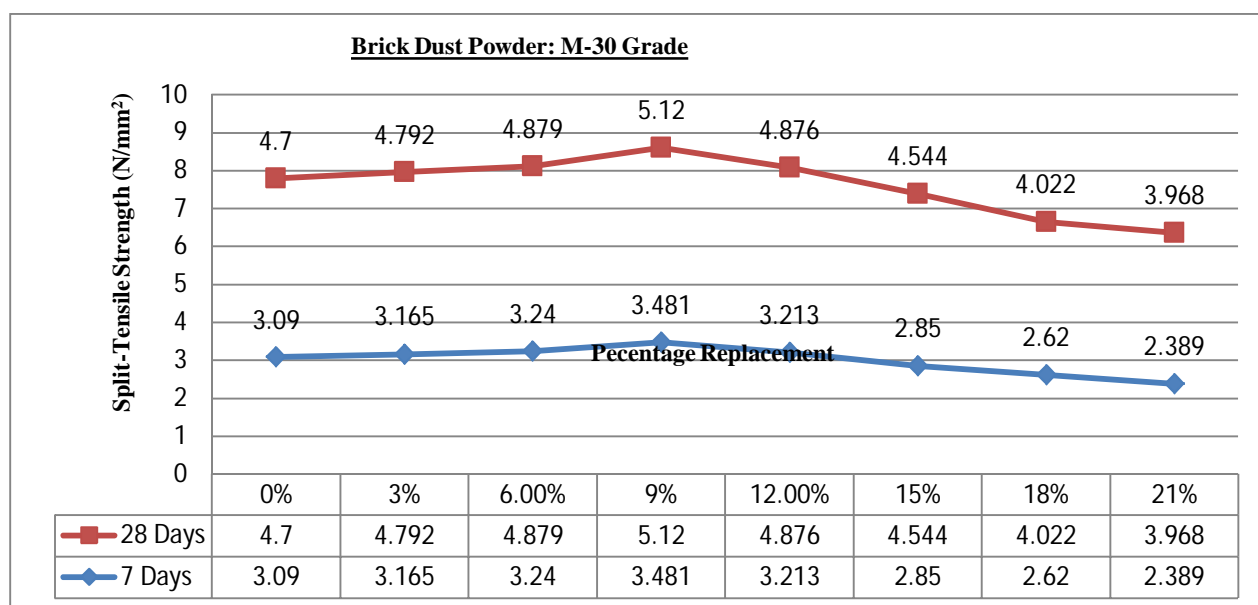 Brick Dust Powder: M-30 Grade
Split-Tensile Strength (N/mm²)
10
9
8
7
6
5
4
3
2
1
0
4.7 4.792 4.879 5.12 4.876 4.544 4.022 3.968
3.09 3.165 3.24 3.481 3.213 2.85 2.62 2.389
Pecentage Replacement
0% 3% 6.00% 9% 12.00% 15% 18% 21%
28 Days 4.7 4.792 4.879 5.12 4.876 4.544 4.022 3.968
7 Days 3.09 3.165 3.24 3.481 3.213 2.85 2.62 2.389